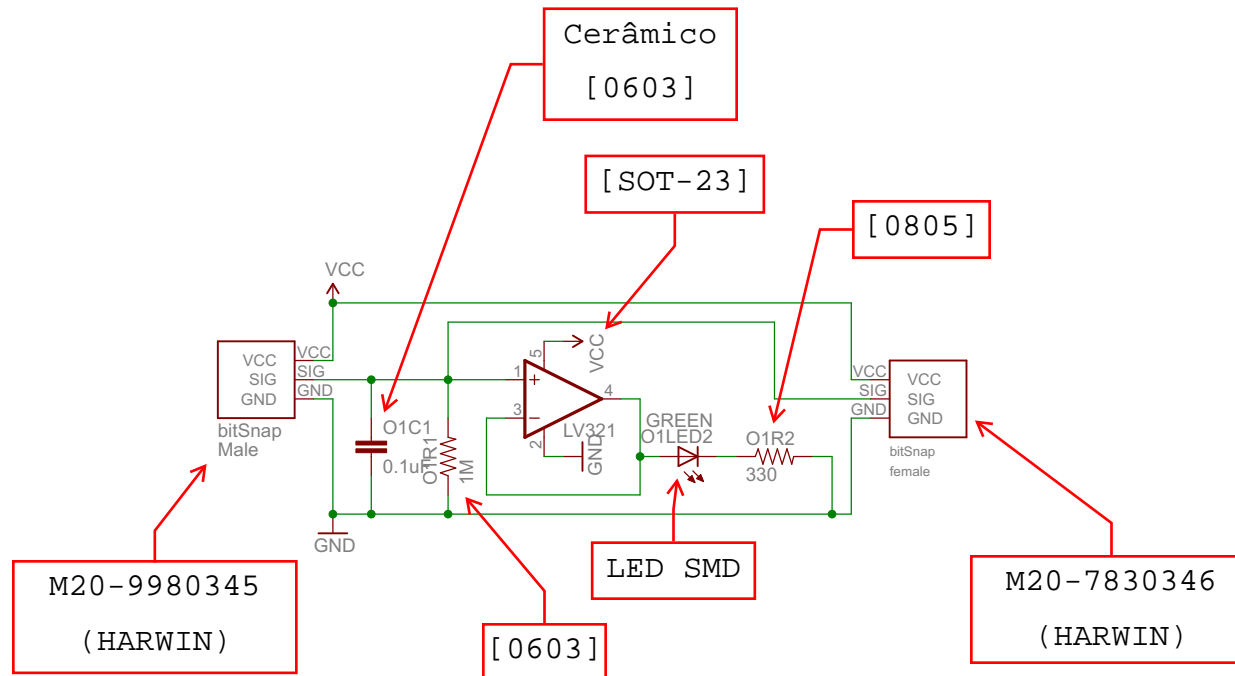 Cerâmico
[0603]
[SOT-23]
[0805]
VCC
VCC
SIG
GND
VCC
SIG
GND
bitSnap
Male
O1C1
0.1uF
O1R1
1M
1
3
5
2
4
+
−
VCC
LV321
GND
GREEN
O1LED2
O1R2
330
VCC
SIG
GND
VCC
SIG
GND
bitSnap
female
GND
M20-9980345
(HARWIN)
[0603]
LED SMD
M20-7830346
(HARWIN)